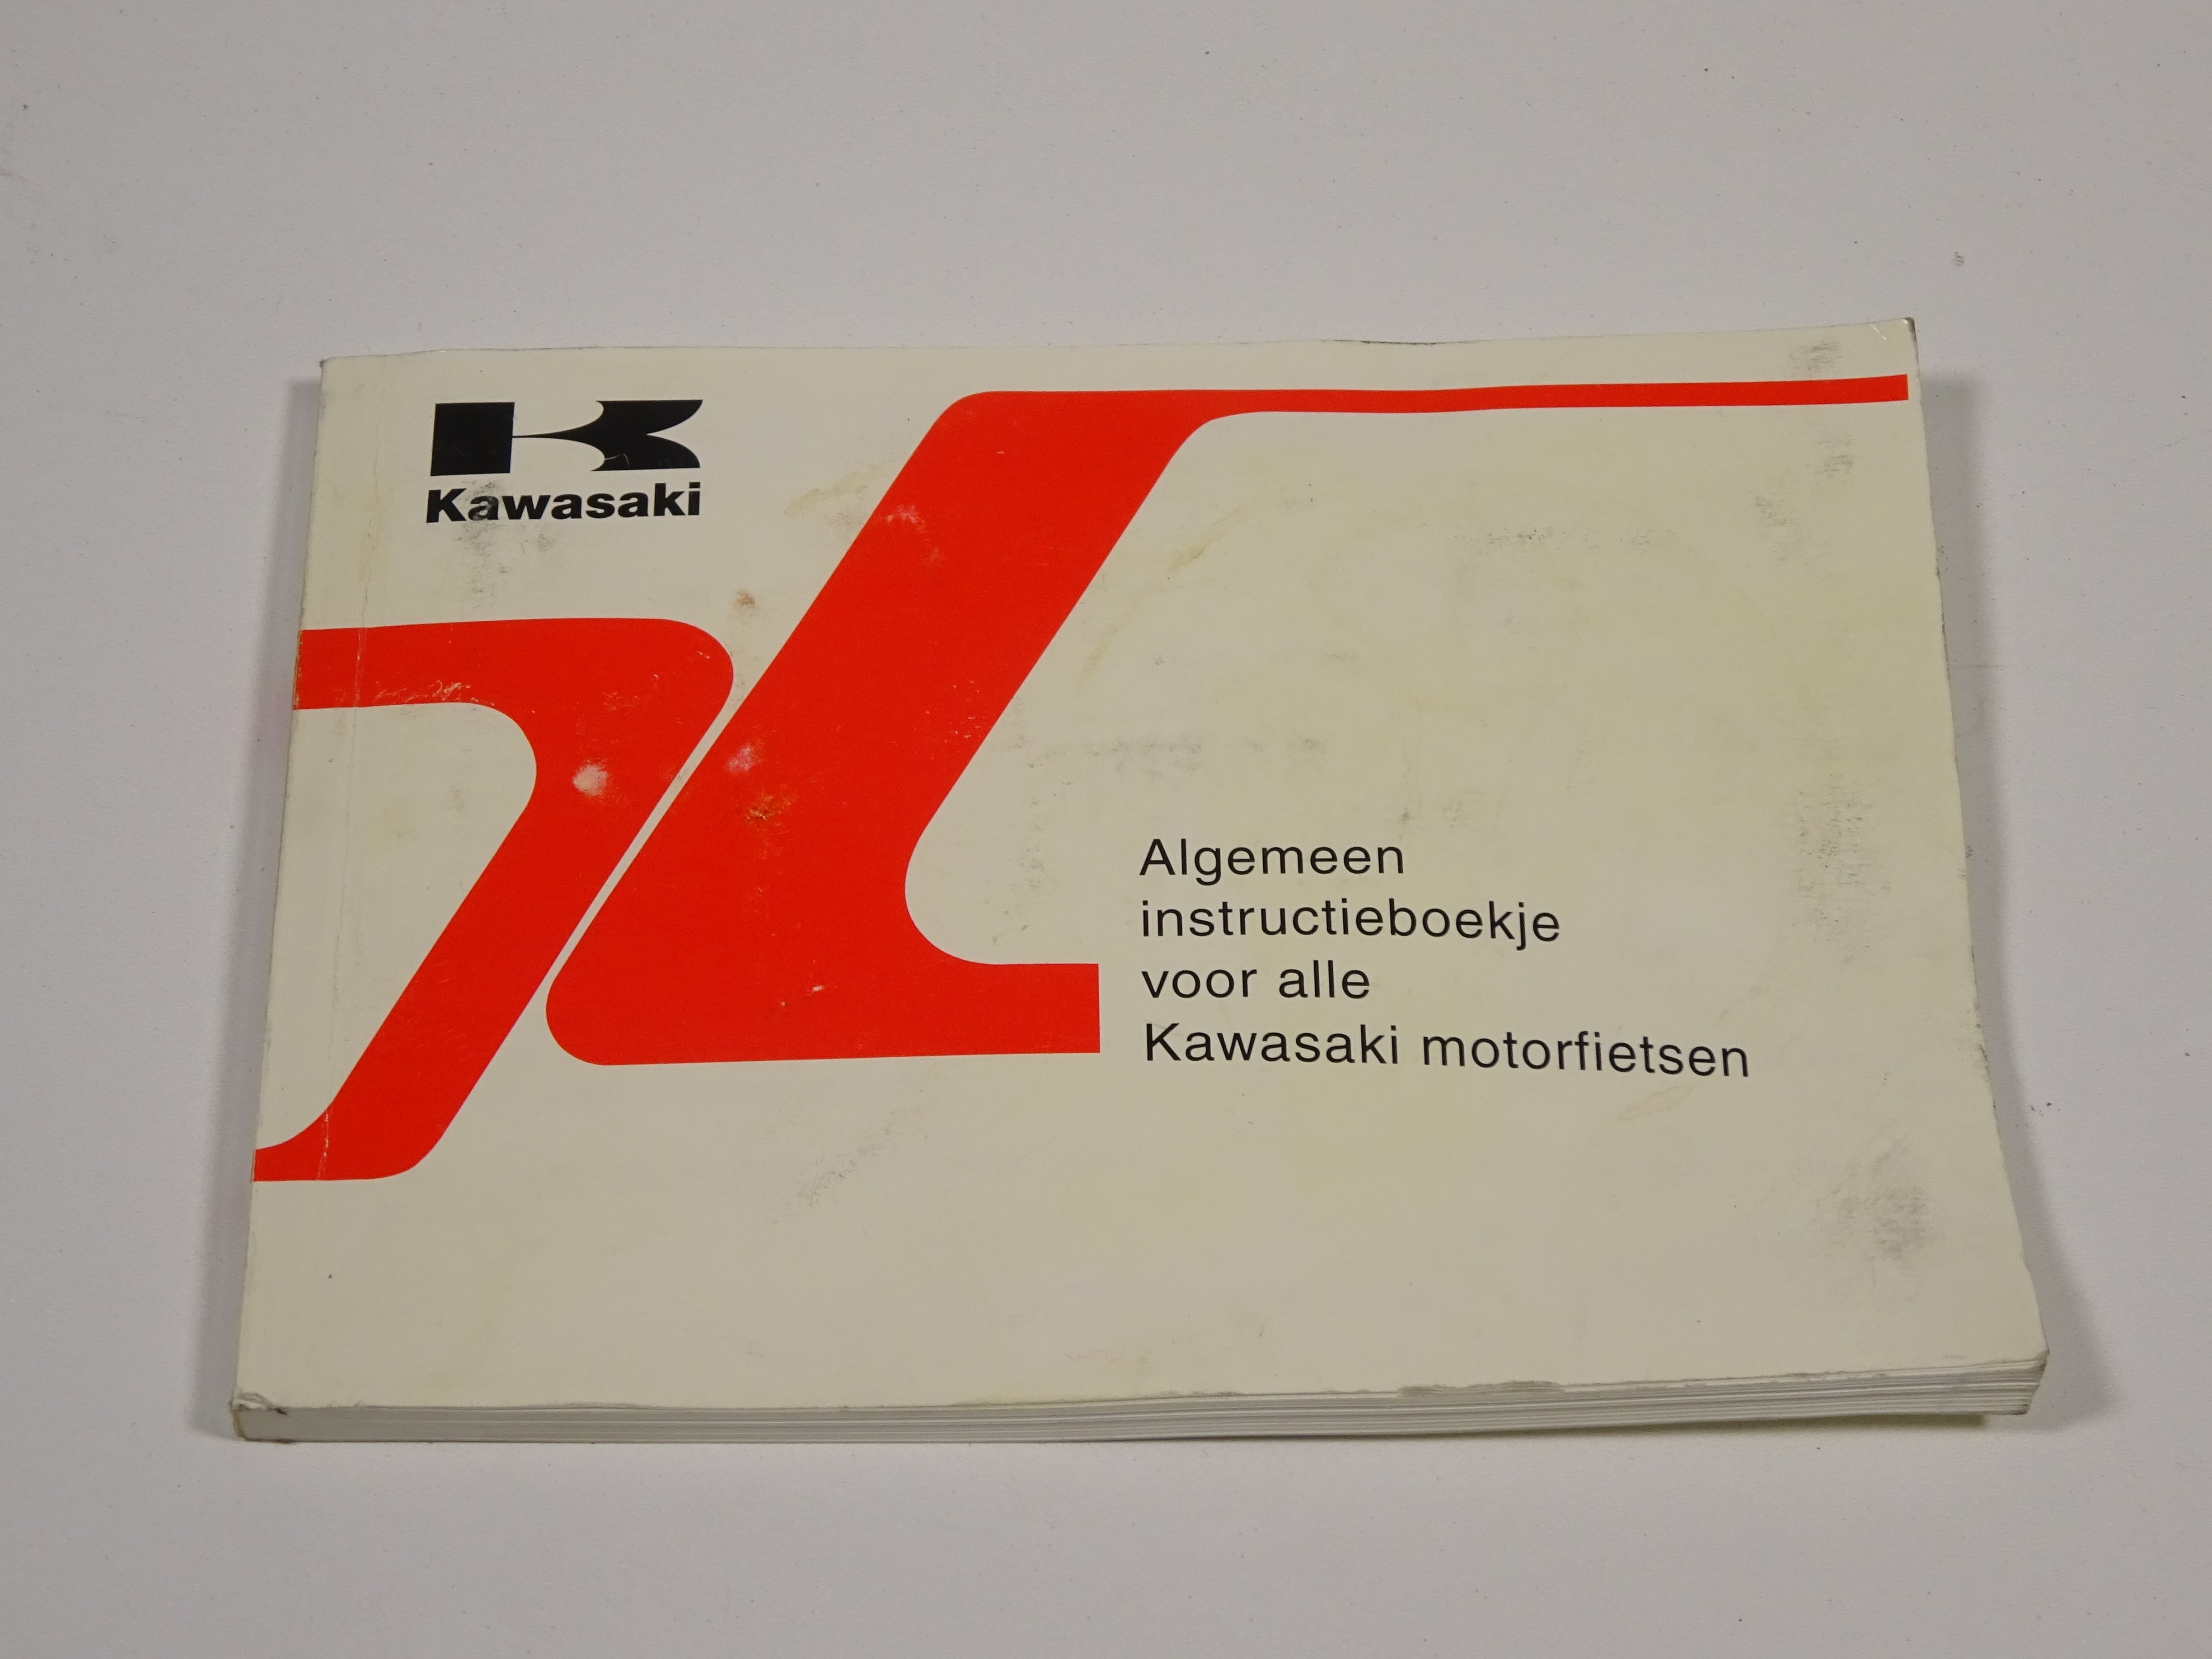 Kawasaki
Algemeen
instructieboekje
voor alle
Kawasaki motorfietsen